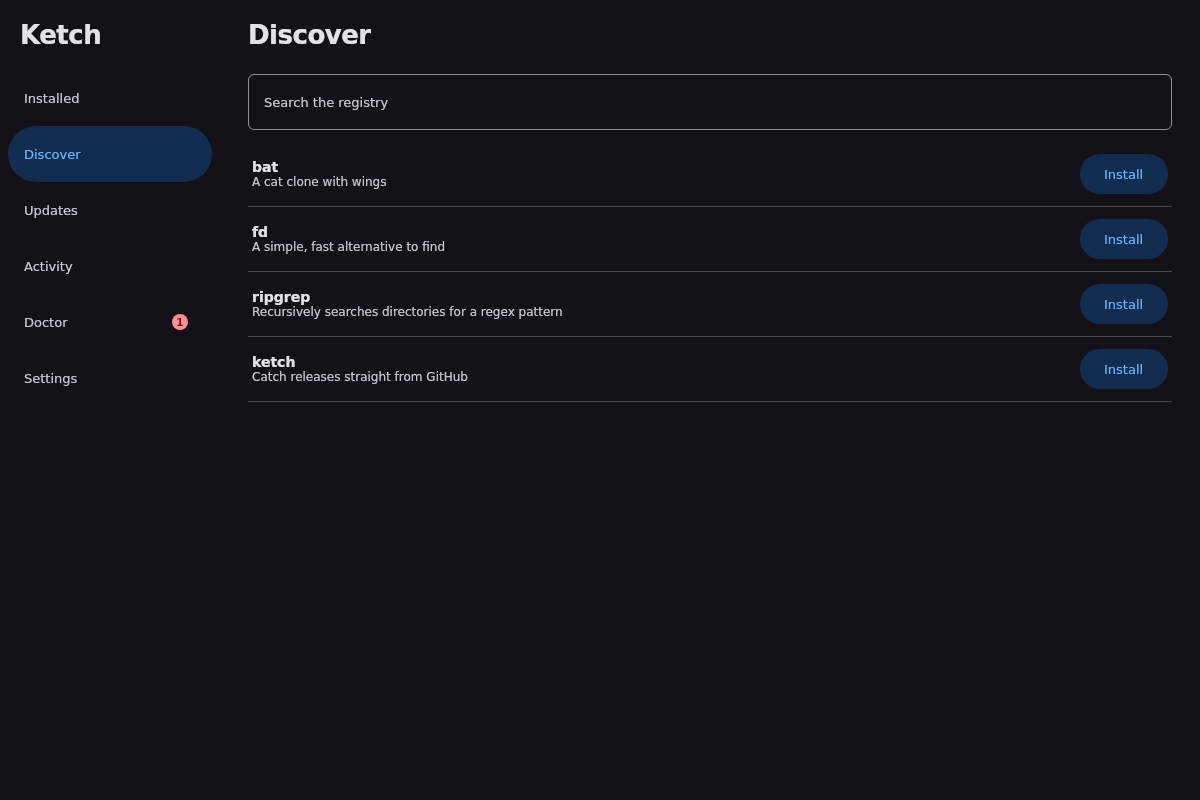 Ketch
Installed
Discover
Updates
Activity
Doctor
1
Settings
Discover
Search the registry
bat
A cat clone with wings
Install
fd
A simple, fast alternative to find
Install
ripgrep
Recursively searches directories for a regex pattern
Install
ketch
Catch releases straight from GitHub
Install